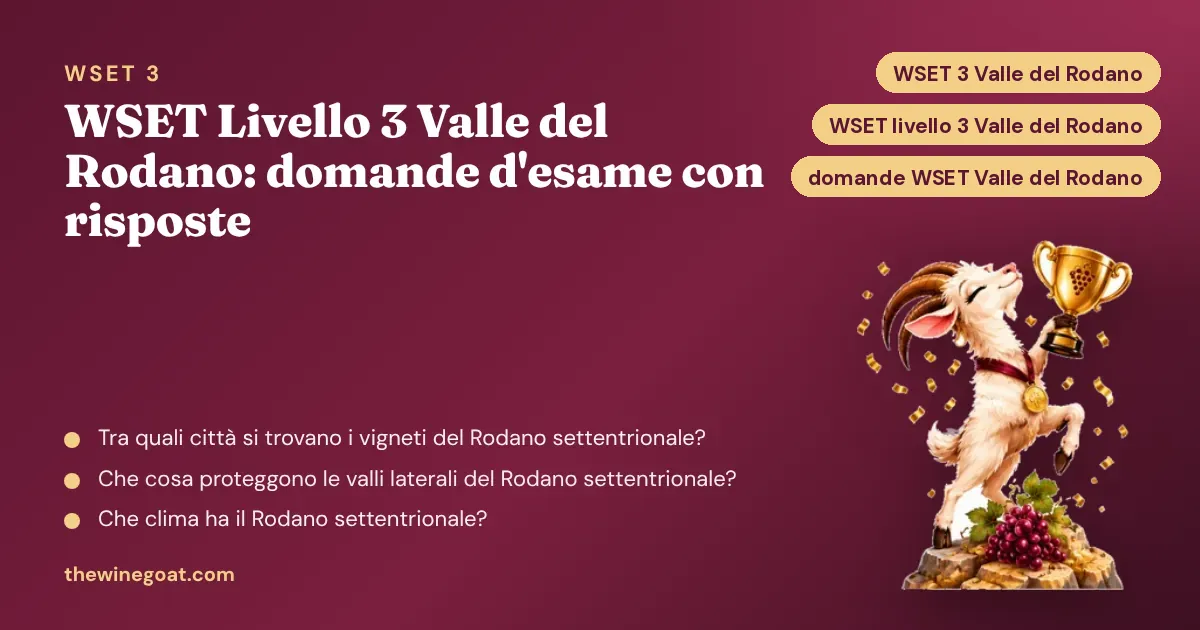 WSET 3
WSET Livello 3 Valle del
Rodano: domande d'esame con
risposte
WSET 3 Valle del Rodano
WSET livello 3 Valle del Rodano
domande WSET Valle del Rodano
Tra quali città si trovano i vigneti del Rodano settentrionale?
Che cosa proteggono le valli laterali del Rodano settentrionale?
Che clima ha il Rodano settentrionale?
thewinegoat.com